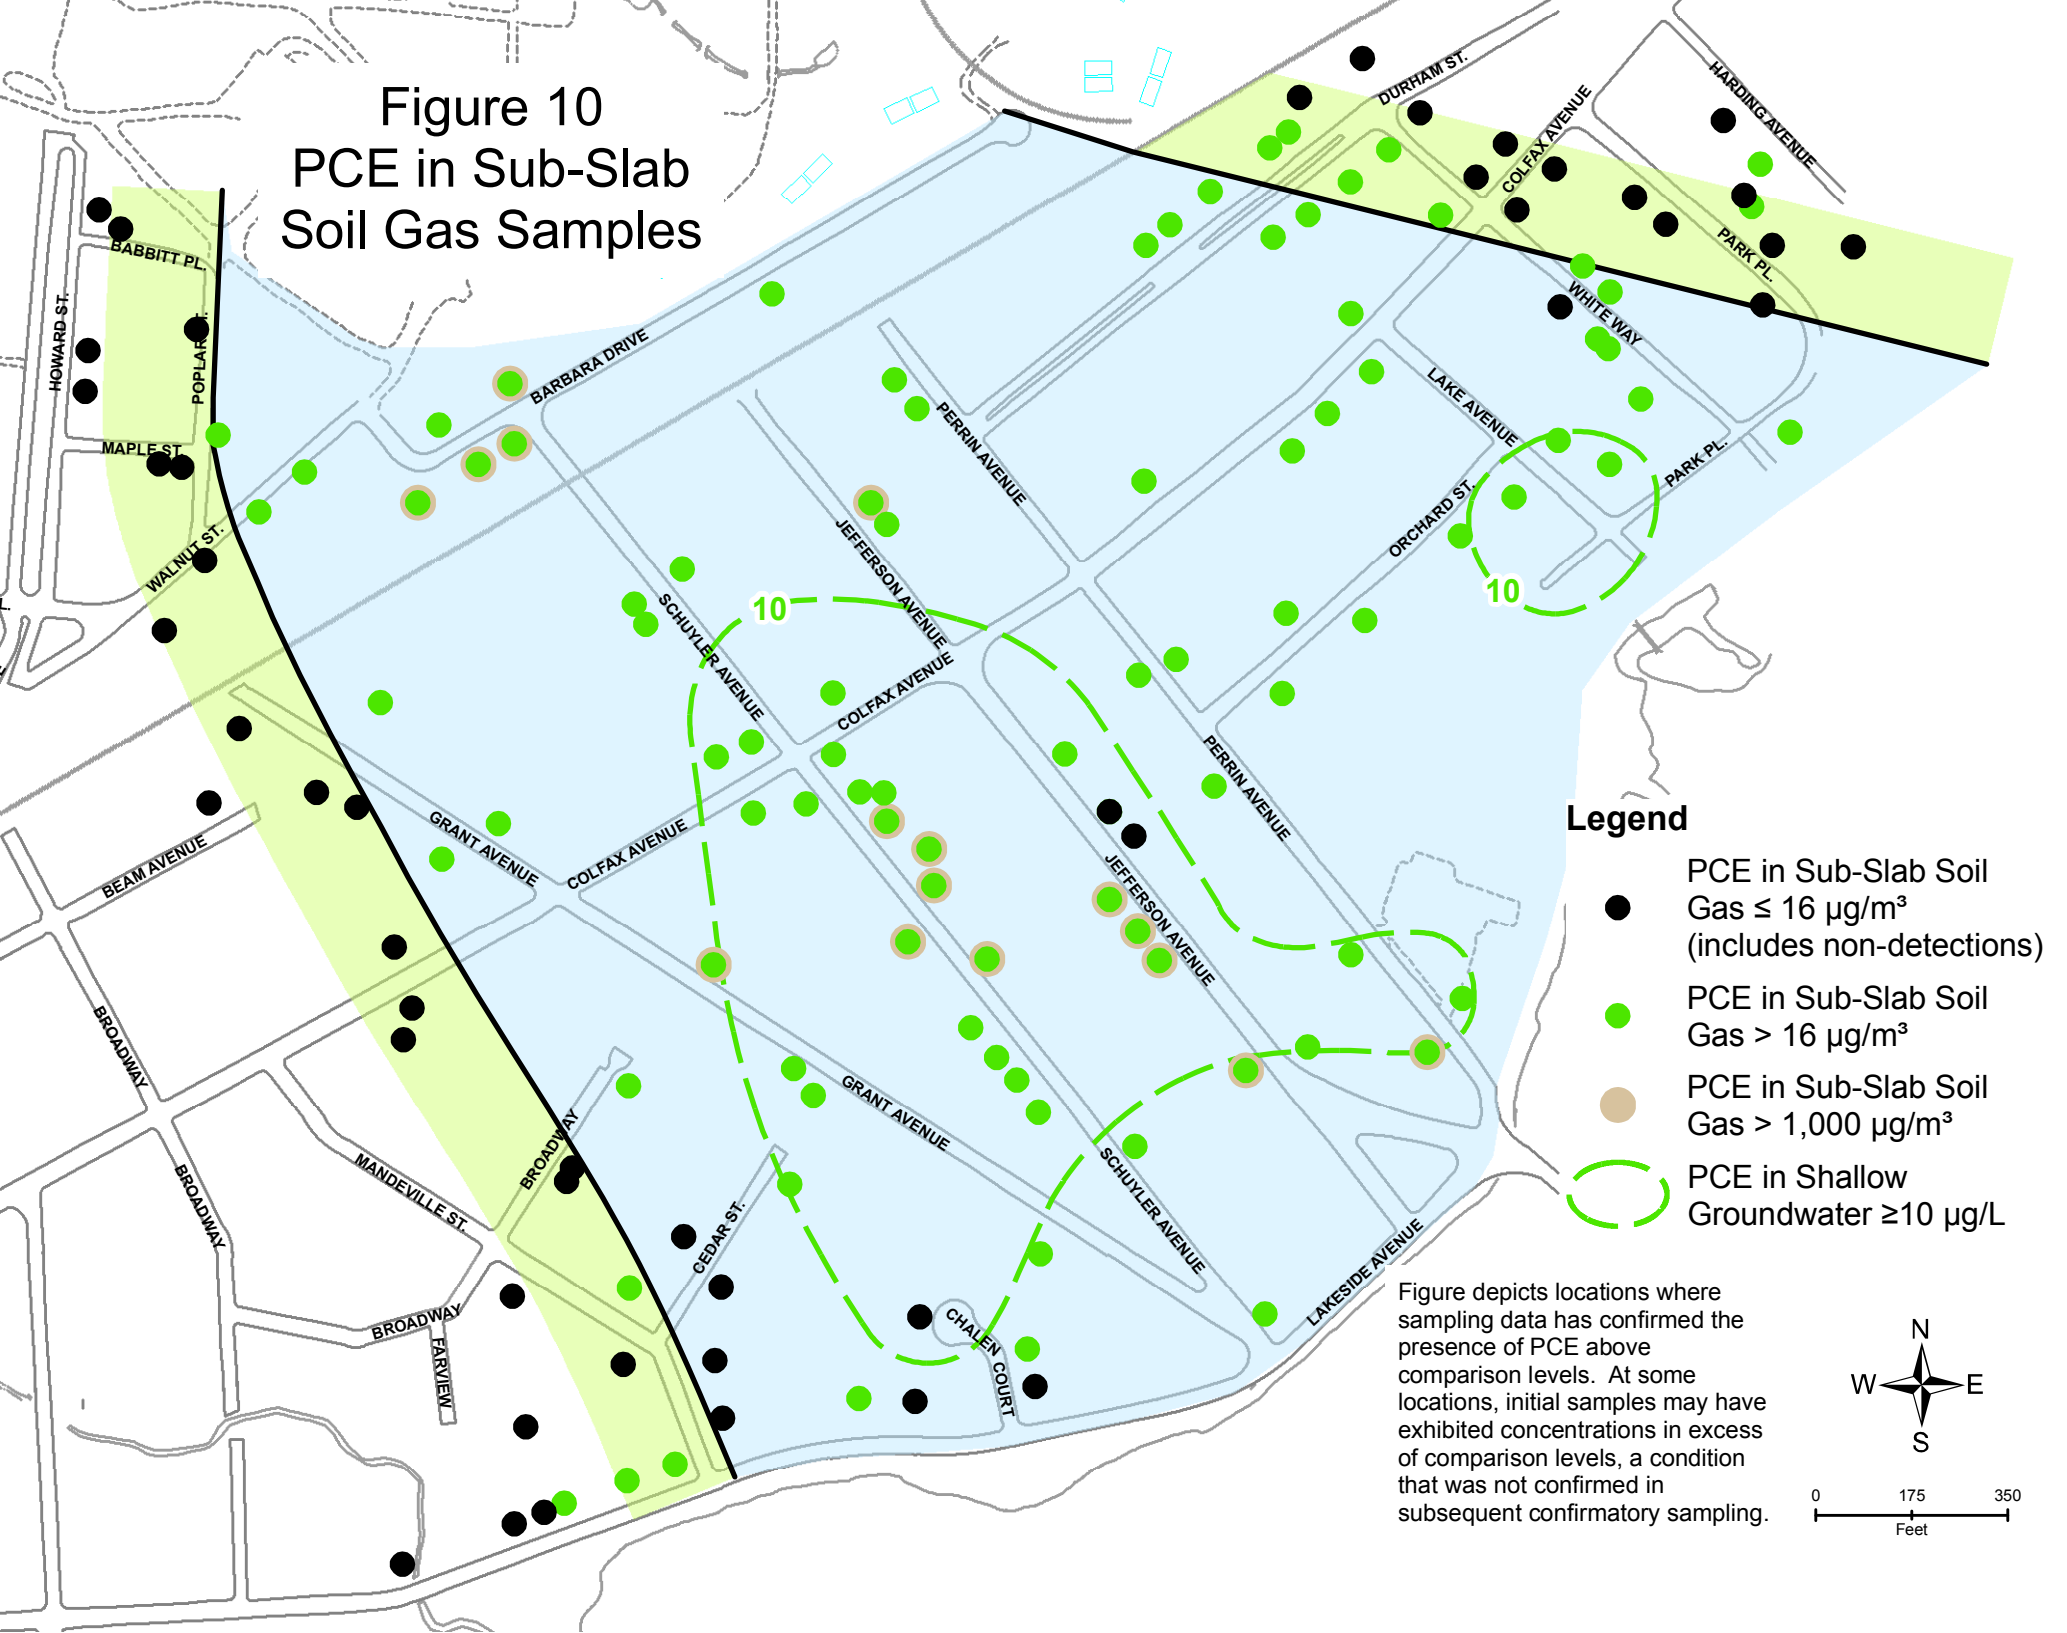 Figure 10
PCE in Sub-Slab
Soil Gas Samples
DURHAM ST.
COLFAX AVENUE
HARDING AVENUE
PARK PL.
WHITE WAY
BABBITT PL.
HOWARD ST.
POPLAR ST.
MAPLE ST.
WALNUT ST.
BARBARA DRIVE
PERRIN AVENUE
LAKE AVENUE
PARK PL.
ORCHARD ST.
JEFFERSON AVENUE
SCHUYLER AVENUE
10
10
COLFAX AVENUE
PERRIN AVENUE
GRANT AVENUE
COLFAX AVENUE
BEAM AVENUE
JEFFERSON AVENUE
BROADWAY
BROADWAY
MANDEVILLE ST.
BROADWAY
GRANT AVENUE
SCHUYLER AVENUE
CEDAR ST.
LAKESIDE AVENUE
BROADWAY
FARVIEW
CHALEN
COURT
L.
Legend
PCE in Sub-Slab Soil
Gas ≤ 16 µg/m³
(includes non-detections)
PCE in Sub-Slab Soil
Gas > 16 µg/m³
PCE in Sub-Slab Soil
Gas > 1,000 µg/m³
PCE in Shallow
Groundwater ≥10 µg/L
Figure depicts locations where
sampling data has confirmed the
presence of PCE above
comparison levels. At some
locations, initial samples may have
exhibited concentrations in excess
of comparison levels, a condition
that was not confirmed in
subsequent confirmatory sampling.
N
W E
S
0 175 350
Feet